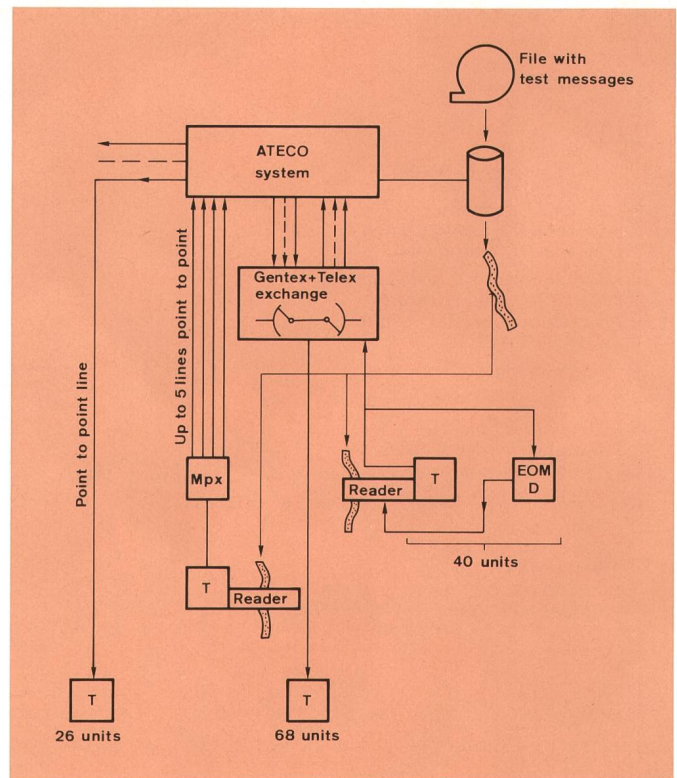 File with
test messages
ATECO
system
Gentex+Telex
exchange
Up to 5 lines point to point
Point to point line
Mpx
Reader
T
EOM
D
40 units
T
Reader
T
26 units
T
68 units